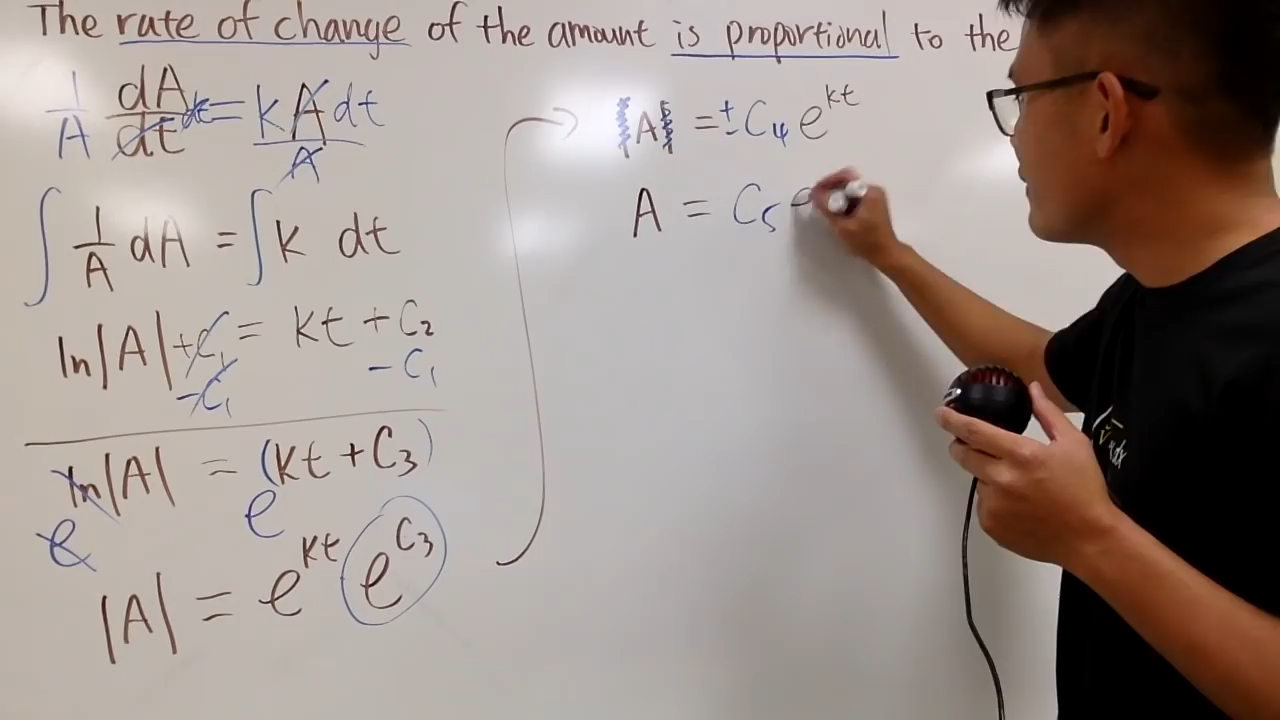 The rate of change of the amount is proportional to the
1/A dA/dt dt = kA dt/A
∫ 1/A dA = ∫ k dt
ln|A| + C₁ = kt + C₂
-C₁ -C₁
ln|A| = (kt + C₃)
e e
|A| = e^kt e^C₃
|A| = ± C₄ e^kt
A = C₅ e